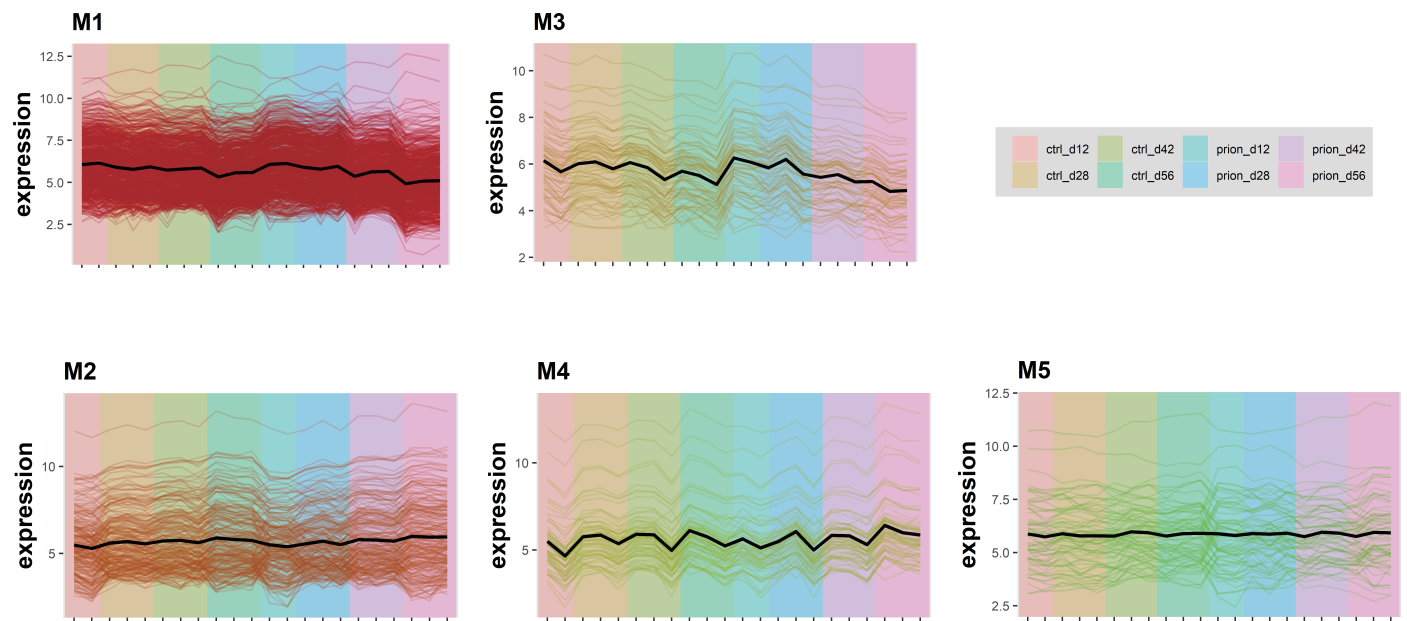 M1
expression
12.5
10.0
7.5
5.0
2.5
M3
expression
10
8
6
4
2
ctrl_d12 ctrl_d42 prion_d12 prion_d42
ctrl_d28 ctrl_d56 prion_d28 prion_d56
M2
expression
10
5
M4
expression
10
5
M5
expression
12.5
10.0
7.5
5.0
2.5